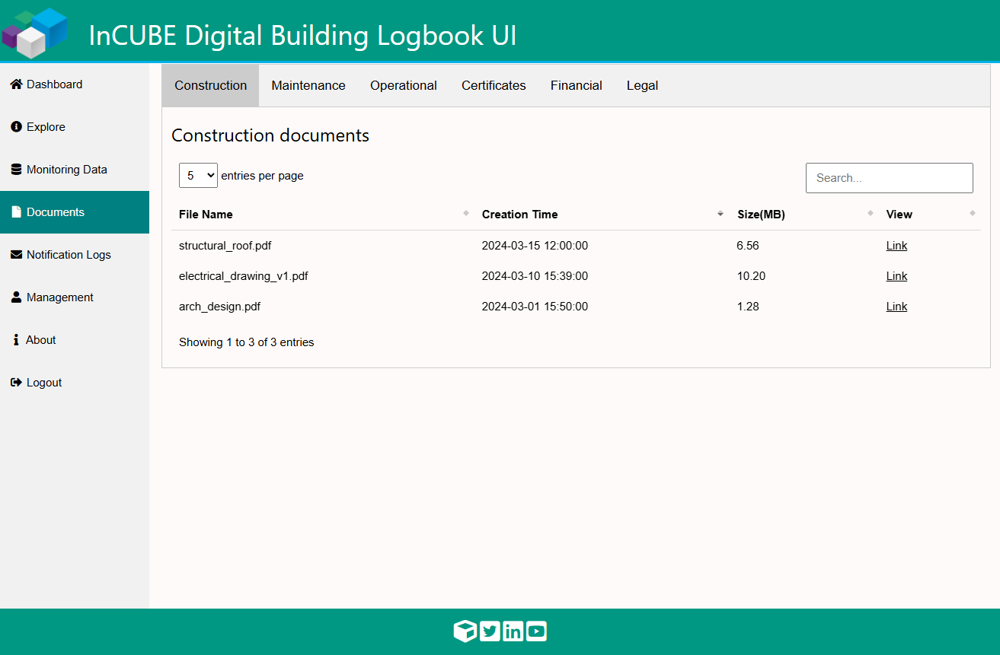 InCUBE Digital Building Logbook UI
Dashboard
Explore
Monitoring Data
Documents
Notification Logs
Management
About
Logout
Construction Maintenance Operational Certificates Financial Legal
Construction documents
5 entries per page Search...
File Name Creation Time Size(MB) View
structural_roof.pdf 2024-03-15 12:00:00 6.56 Link
electrical_drawing_v1.pdf 2024-03-10 15:39:00 10.20 Link
arch_design.pdf 2024-03-01 15:50:00 1.28 Link
Showing 1 to 3 of 3 entries
in